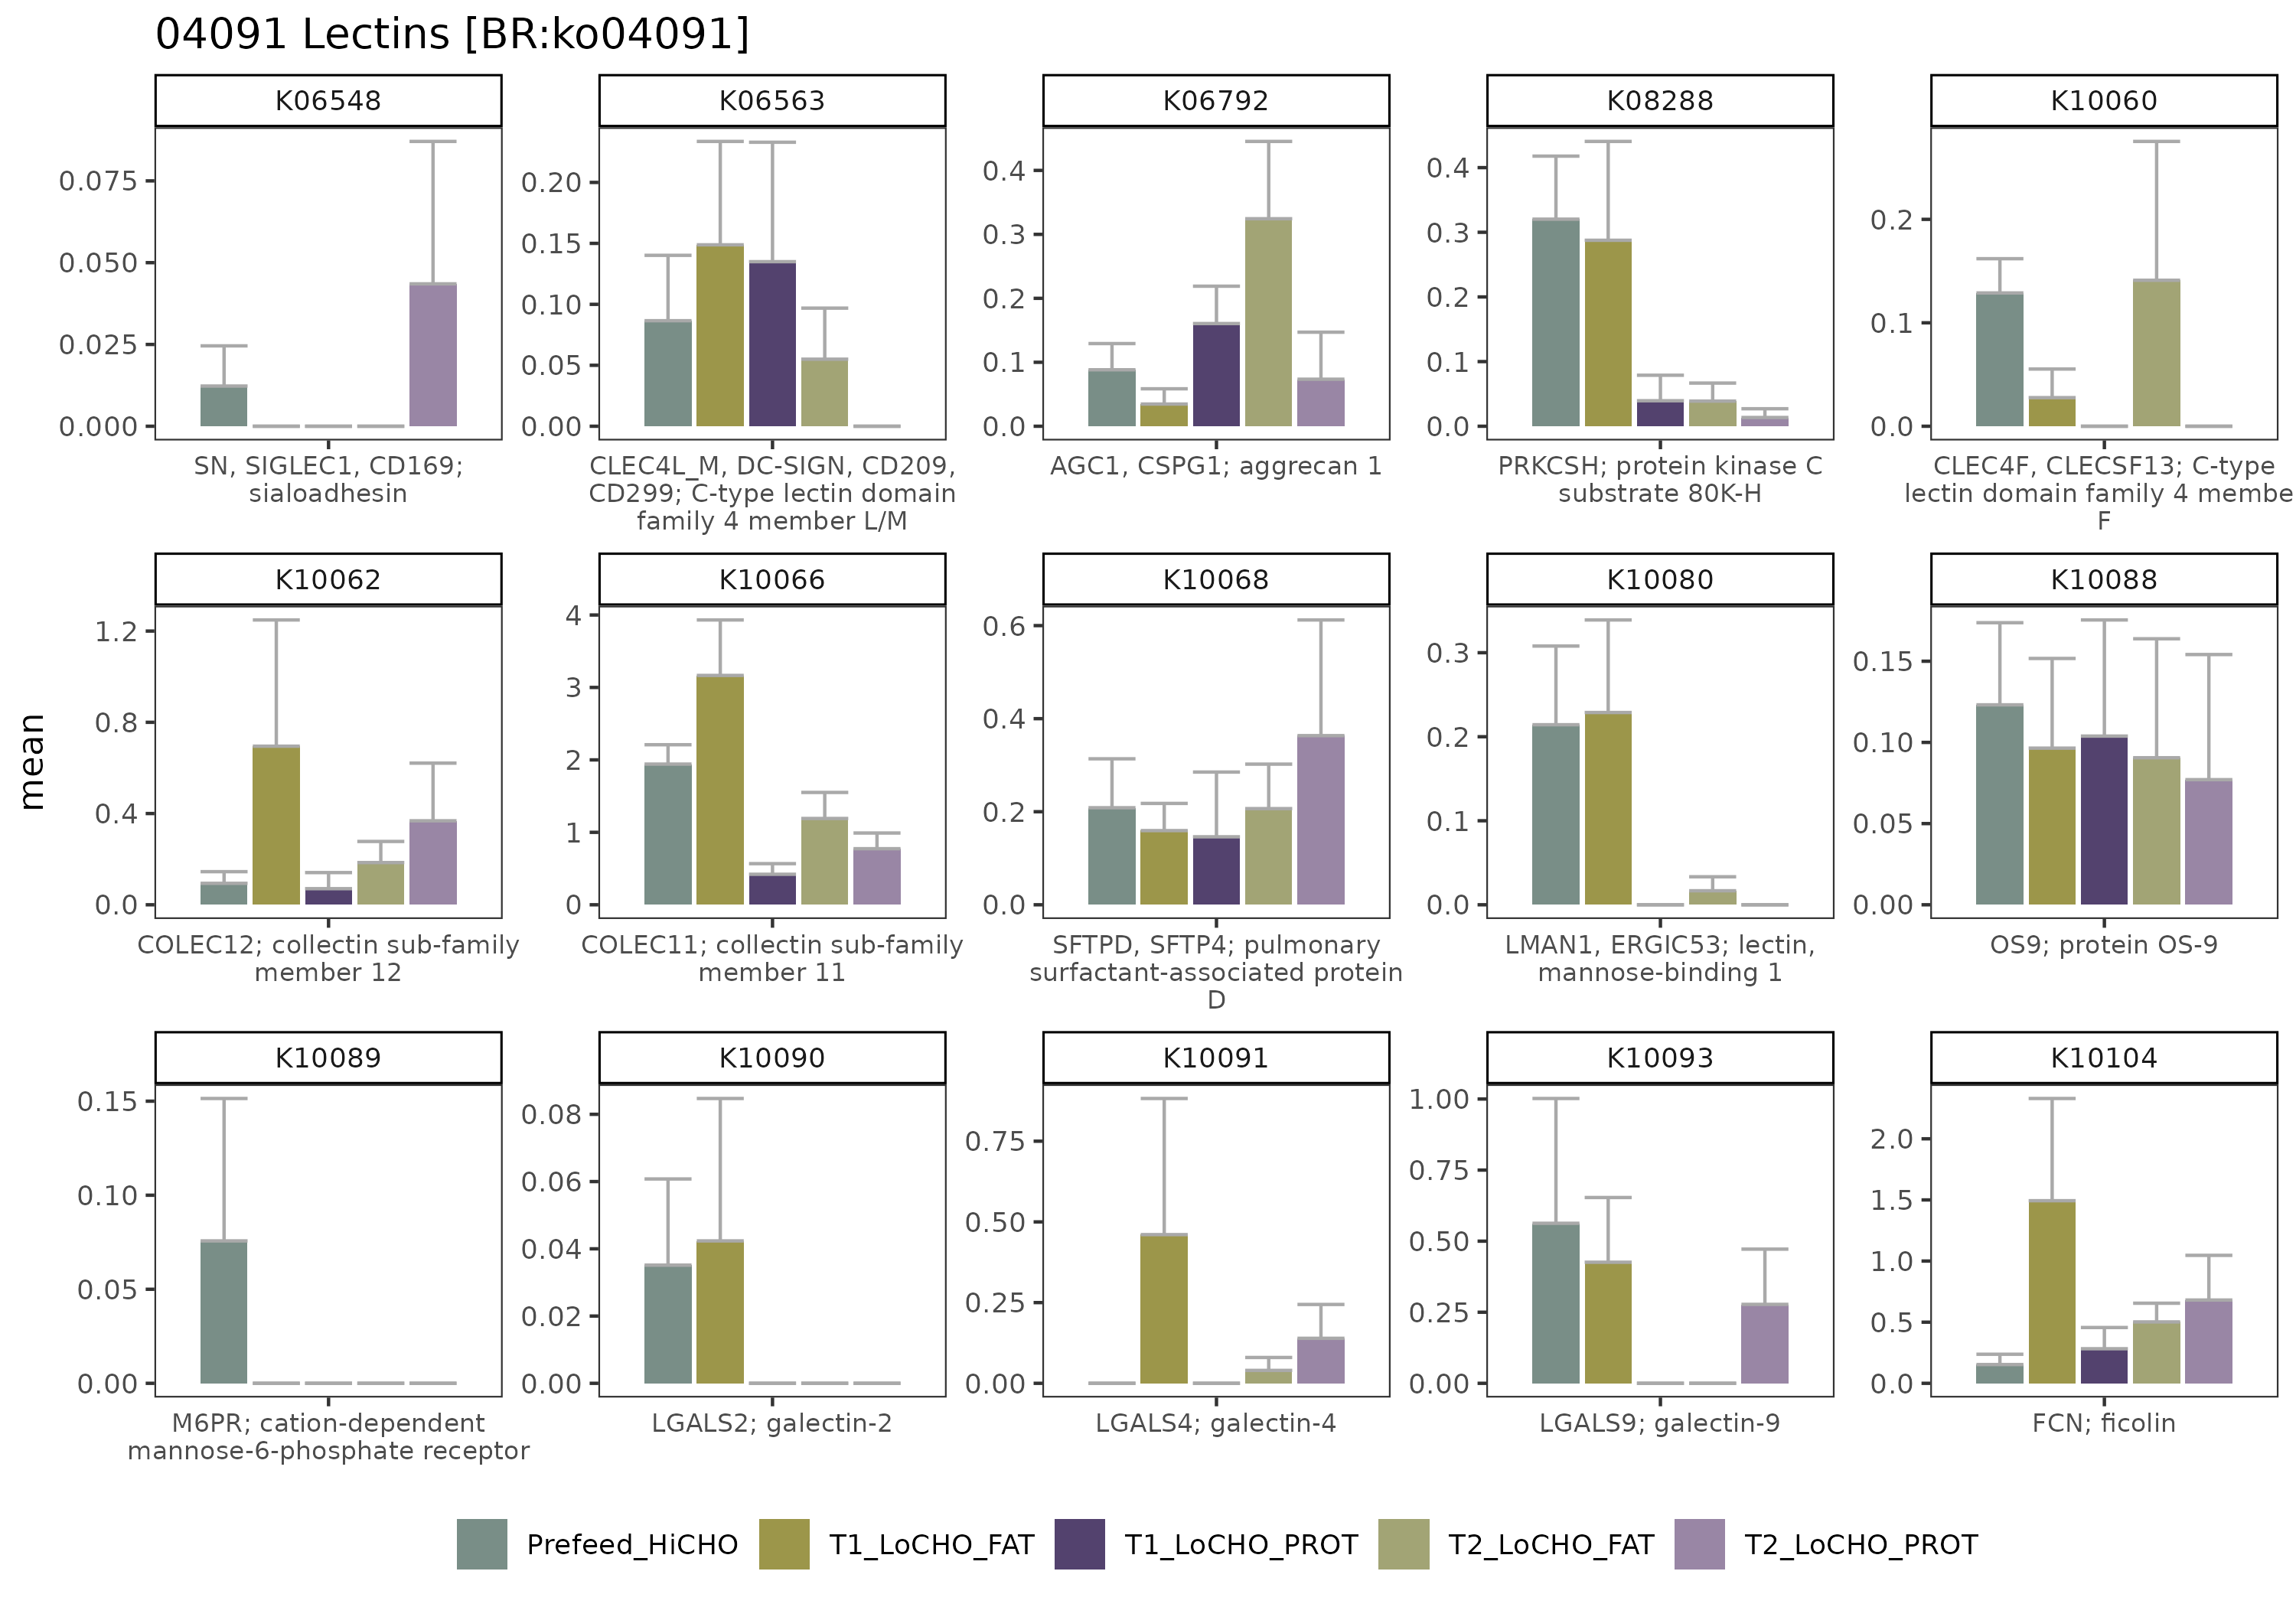 04091 Lectins [BR:ko04091]
K06548
K06563
K06792
K08288
K10060
0.075
0.050
0.025
0.000
0.20
0.15
0.10
0.05
0.00
0.4
0.3
0.2
0.1
0.0
0.4
0.3
0.2
0.1
0.0
0.2
0.1
0.0
SN, SIGLEC1, CD169;
sialoadhesin
CLEC4L_M, DC-SIGN, CD209,
CD299; C-type lectin domain
family 4 member L/M
AGC1, CSPG1; aggrecan 1
PRKCSH; protein kinase C
substrate 80K-H
CLEC4F, CLECSF13; C-type
lectin domain family 4 membe
F
mean
K10062
K10066
K10068
K10080
K10088
1.2
0.8
0.4
0.0
4
3
2
1
0
0.6
0.4
0.2
0.0
0.3
0.2
0.1
0.0
0.15
0.10
0.05
0.00
COLEC12; collectin sub-family
member 12
COLEC11; collectin sub-family
member 11
SFTPD, SFTP4; pulmonary
surfactant-associated protein
D
LMAN1, ERGIC53; lectin,
mannose-binding 1
OS9; protein OS-9
K10089
K10090
K10091
K10093
K10104
0.15
0.10
0.05
0.00
0.08
0.06
0.04
0.02
0.00
0.75
0.50
0.25
0.00
1.00
0.75
0.50
0.25
0.00
2.0
1.5
1.0
0.5
0.0
M6PR; cation-dependent
mannose-6-phosphate receptor
LGALS2; galectin-2
LGALS4; galectin-4
LGALS9; galectin-9
FCN; ficolin
Prefeed_HiCHO
T1_LoCHO_FAT
T1_LoCHO_PROT
T2_LoCHO_FAT
T2_LoCHO_PROT